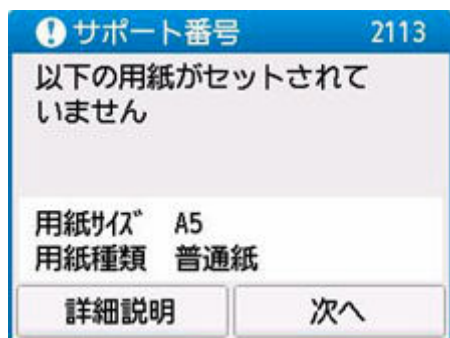 サポート番号 2113
以下の用紙がセットされて
いません
用紙ｻｲｽﾞ A5
用紙種類 普通紙
詳細説明 次へ